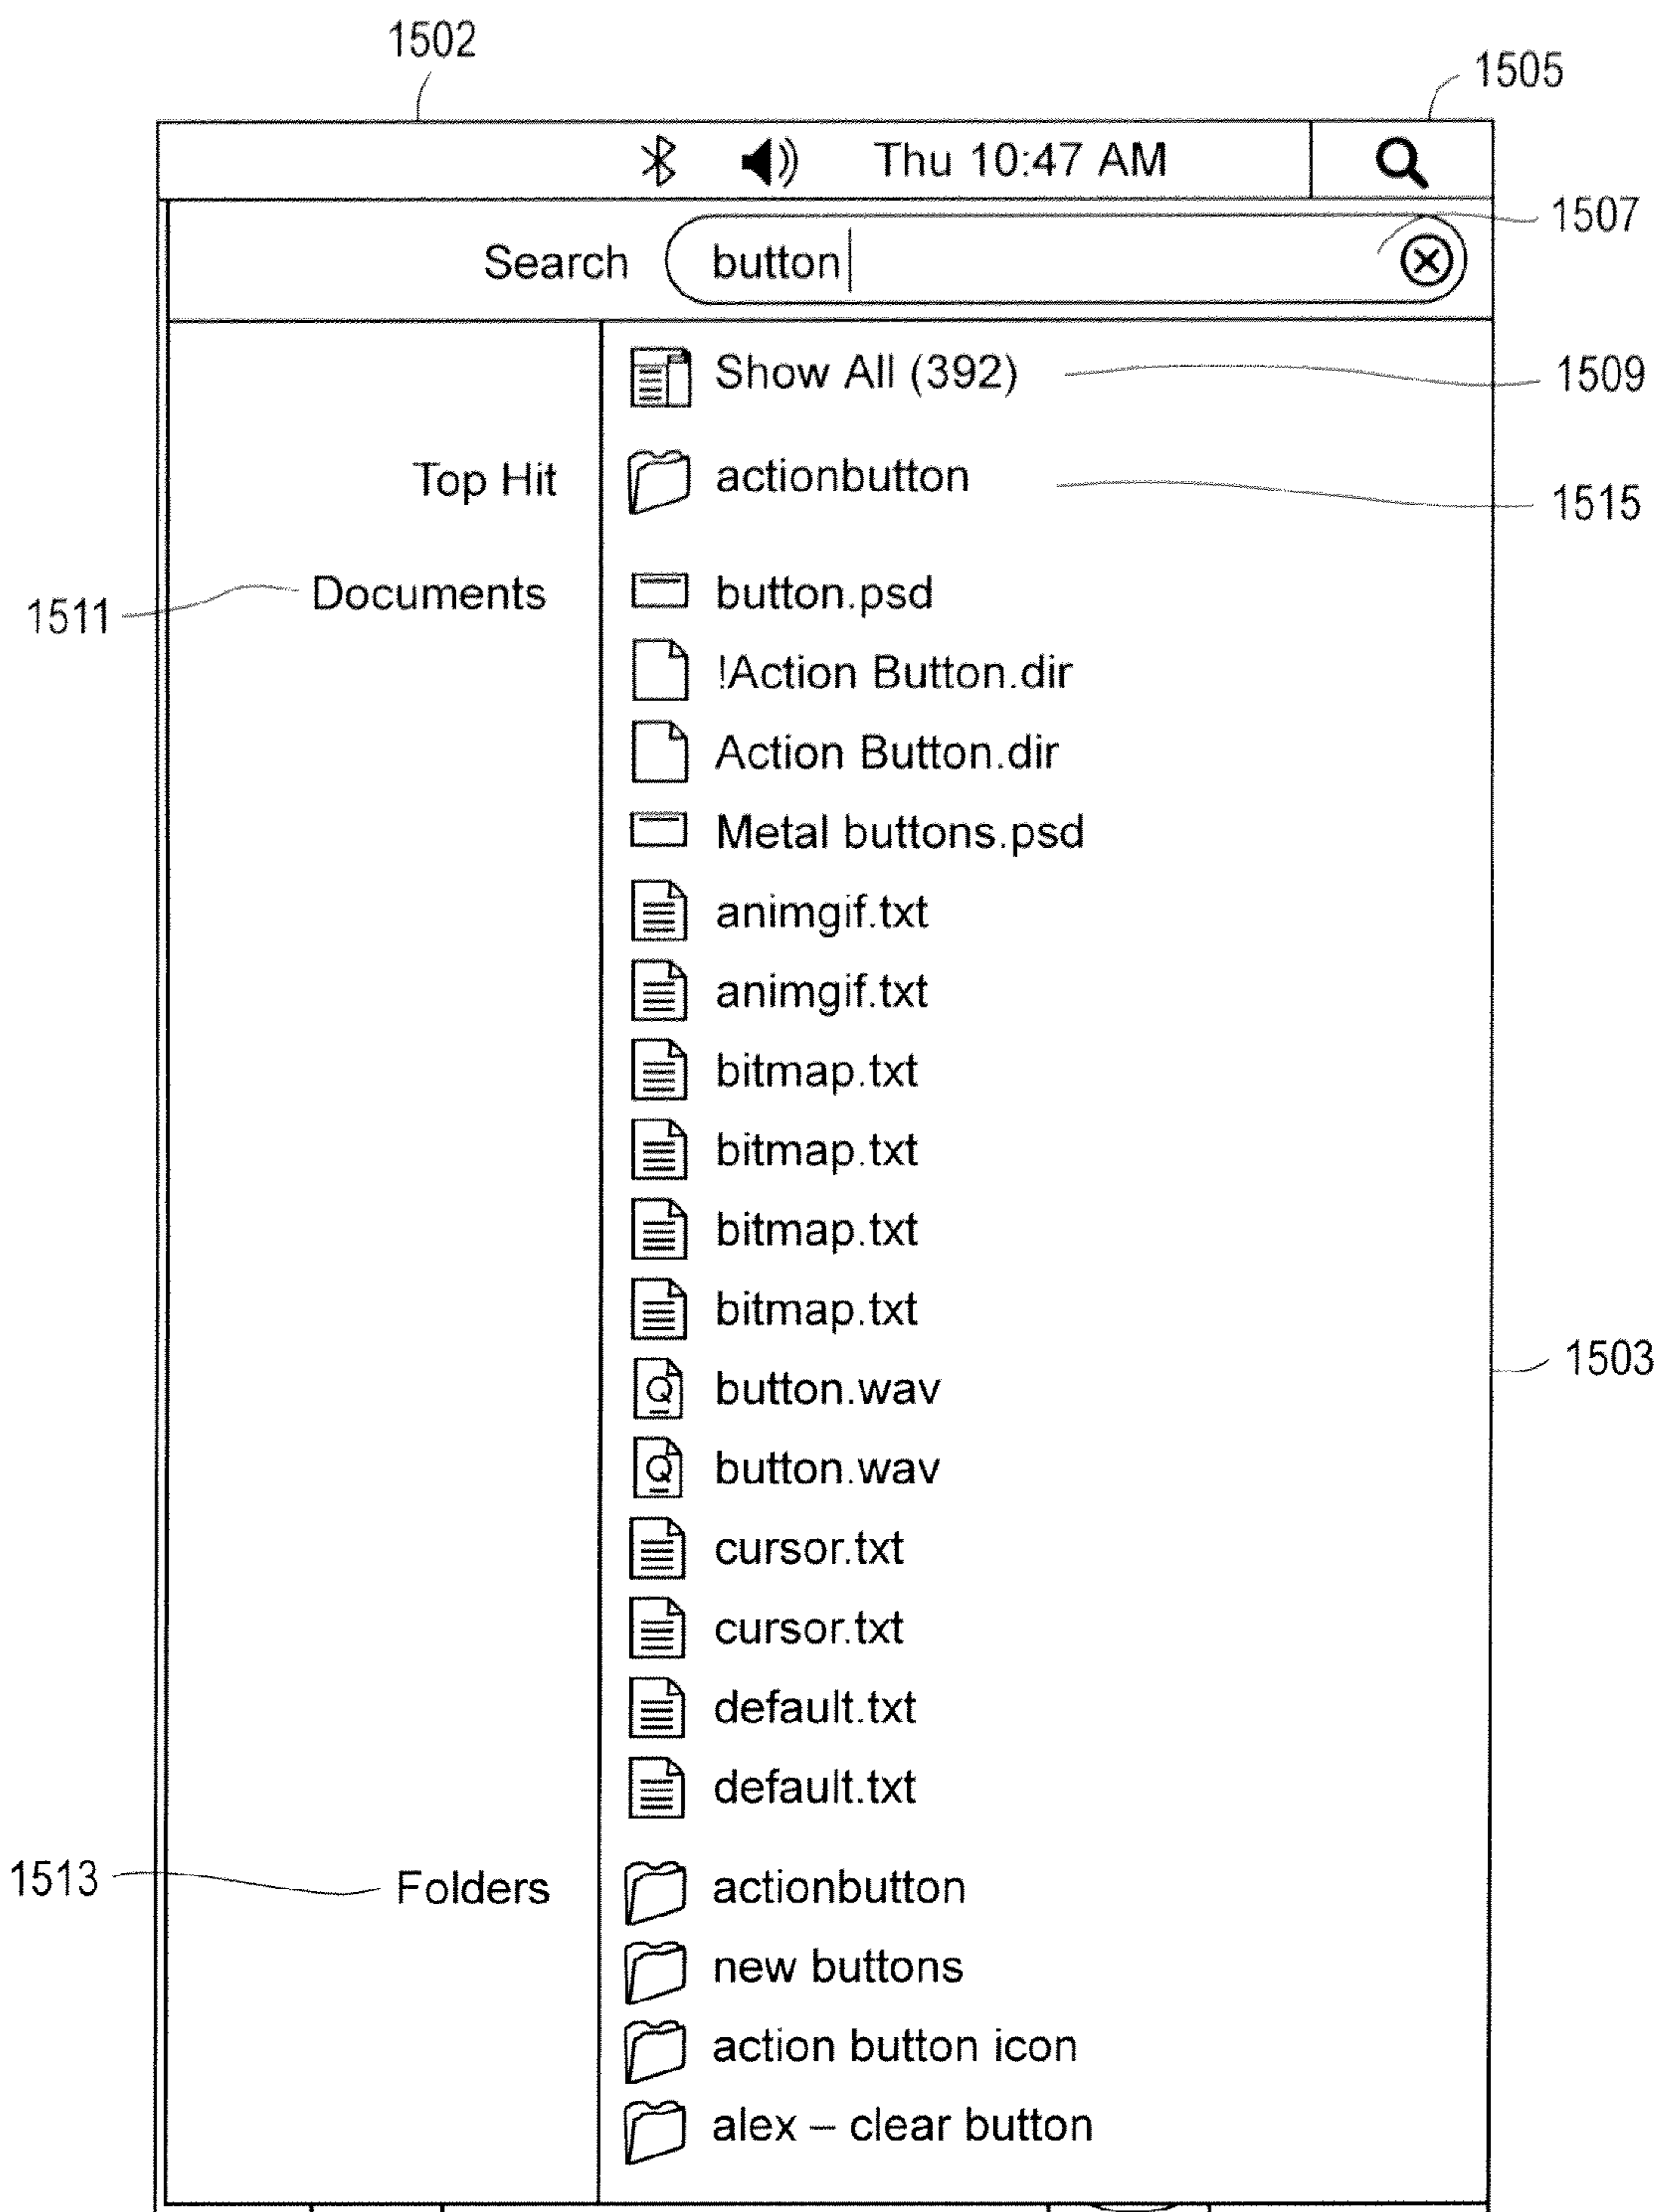 1502
1505
Thu 10:47 AM
1507
Search button
Show All (392) 1509
Top Hit actionbutton
1515
1511 Documents button.psd
!Action Button.dir
Action Button.dir
Metal buttons.psd
animgif.txt
animgif.txt
bitmap.txt
bitmap.txt
bitmap.txt
bitmap.txt
1503
button.wav
button.wav
cursor.txt
cursor.txt
default.txt
default.txt
1513 Folders actionbutton
new buttons
action button icon
alex – clear button